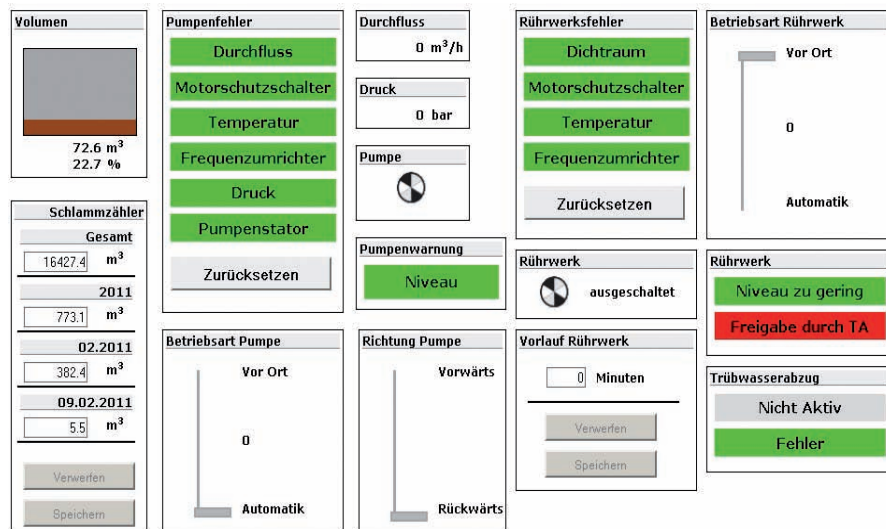 Volumen
72.6 m³
22.7 %
Schlammzähler
Gesamt
16427.4 m³
2011
773.1 m³
02.2011
382.4 m³
09.02.2011
5.5 m³
Verwerfen
Speichern
Pumpenfehler
Durchfluss
Motorschutzschalter
Temperatur
Frequenzumrichter
Druck
Pumpenstator
Zurücksetzen
Betriebsart Pumpe
Vor Ort
0
Automatik
Durchfluss
0 m³/h
Druck
0 bar
Pumpe
Pumpenwarnung
Niveau
Richtung Pumpe
Vorwärts
Rückwärts
Rührwerksfehler
Dichtraum
Motorschutzschalter
Temperatur
Frequenzumrichter
Zurücksetzen
Rührwerk
ausgeschaltet
Vorlauf Rührwerk
0 Minuten
Verwerfen
Speichern
Betriebsart Rührwerk
Vor Ort
0
Automatik
Rührwerk
Niveau zu gering
Freigabe durch TA
Trübwasserabzug
Nicht Aktiv
Fehler